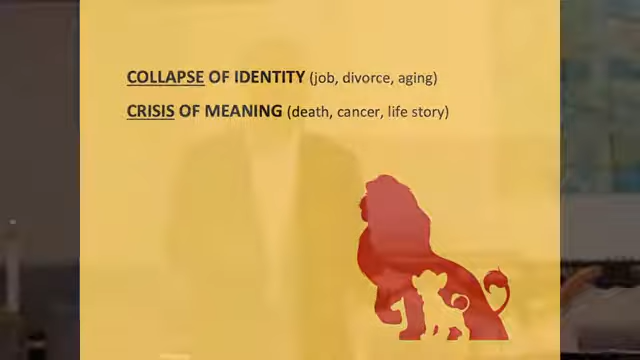 COLLAPSE OF IDENTITY (job, divorce, aging)
CRISIS OF MEANING (death, cancer, life story)